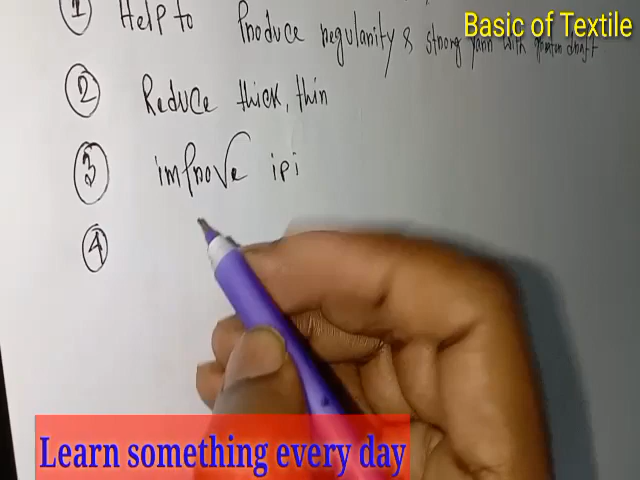 Basic of Textile
① Help to Produce regularity & strong yarn with draft
② Reduce thick, thin
③ improve ipi
④
Learn something every day